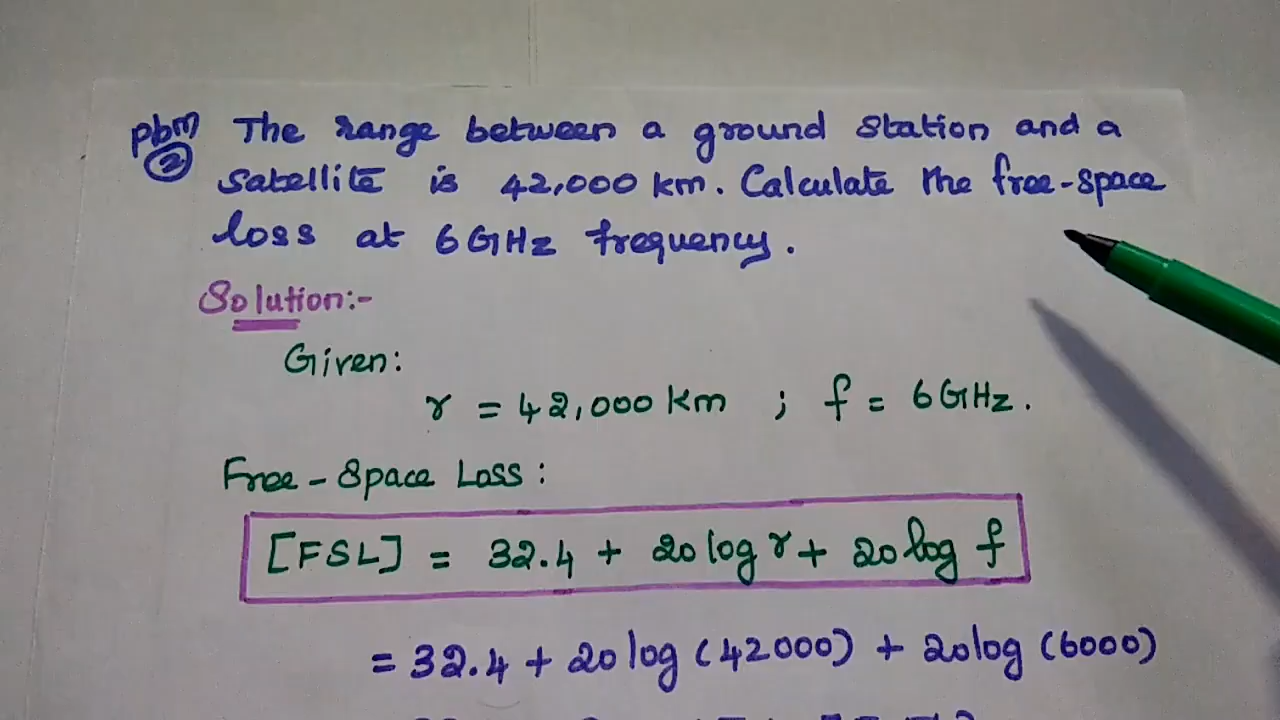 Pbm ② The range between a ground station and a
satellite is 42,000 km. Calculate the free-space
loss at 6 GHz frequency.
Solution:-
Given:
r = 42,000 km ; f = 6 GHz.
Free-Space Loss:
[FSL] = 32.4 + 20 log r + 20 log f
= 32.4 + 20 log (42000) + 20 log (6000)